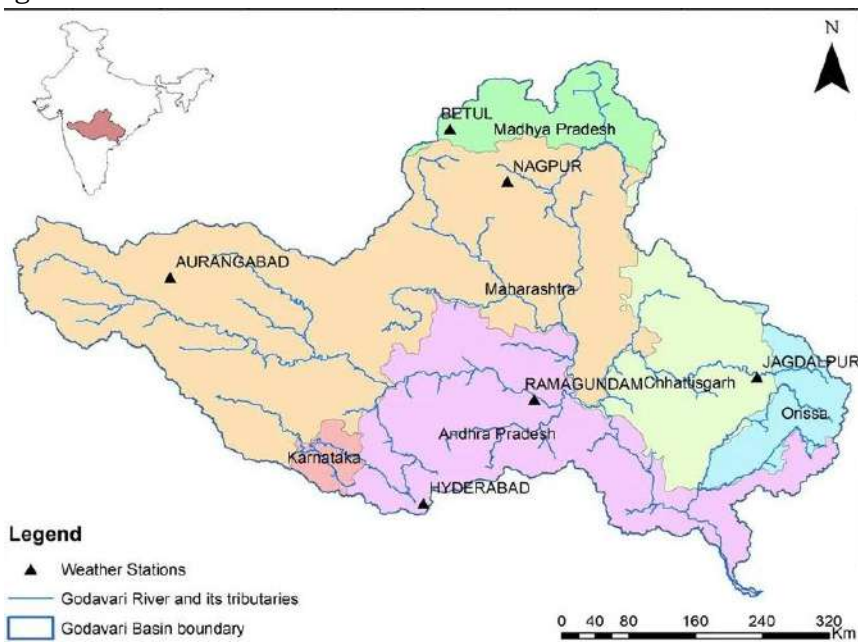 N
BETUL
Madhya Pradesh
NAGPUR
AURANGABAD
Maharashtra
JAGDALPUR
RAMAGUNDAM
Chhattisgarh
Orissa
Andhra Pradesh
Karnataka
HYDERABAD
Legend
Weather Stations
Godavari River and its tributaries
Godavari Basin boundary
0 40 80 160 240 320
Km